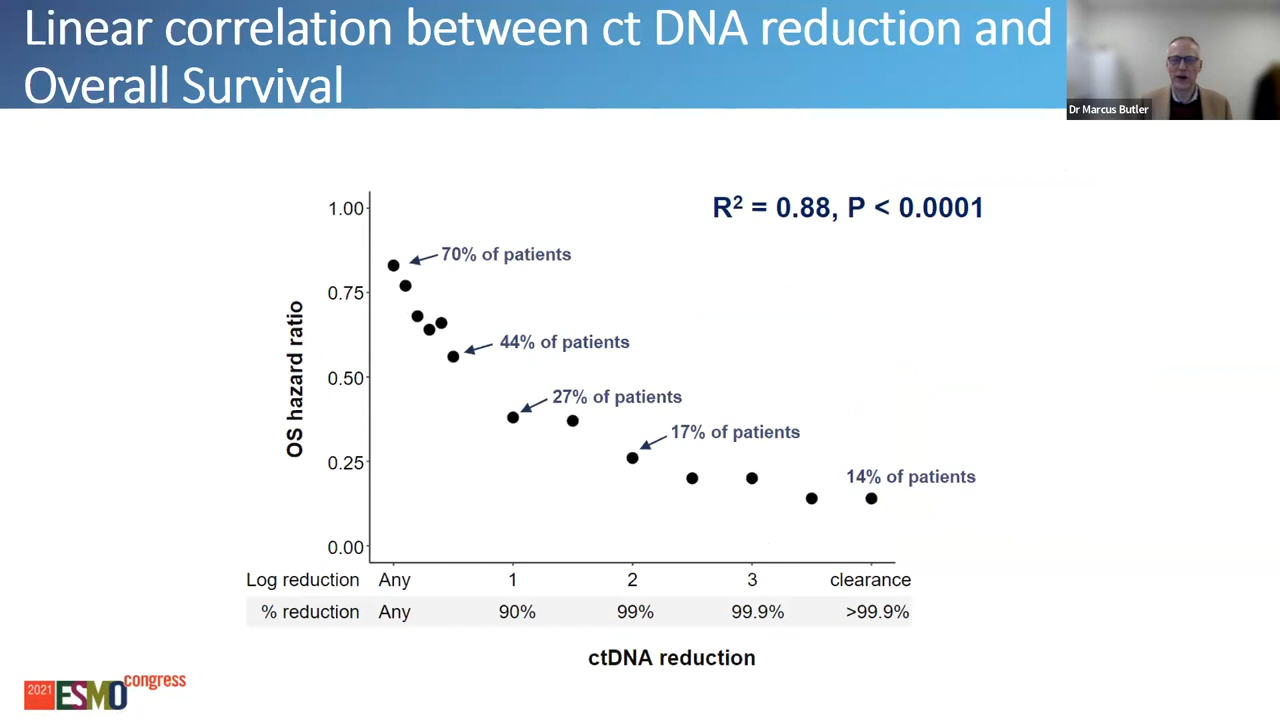 Linear correlation between ct DNA reduction and
Overall Survival
Dr Marcus Butler
R² = 0.88, P < 0.0001
1.00
0.75
0.50
0.25
0.00
OS hazard ratio
70% of patients
44% of patients
27% of patients
17% of patients
14% of patients
Log reduction Any 1 2 3 clearance
% reduction Any 90% 99% 99.9% >99.9%
ctDNA reduction
2021 ESMO congress